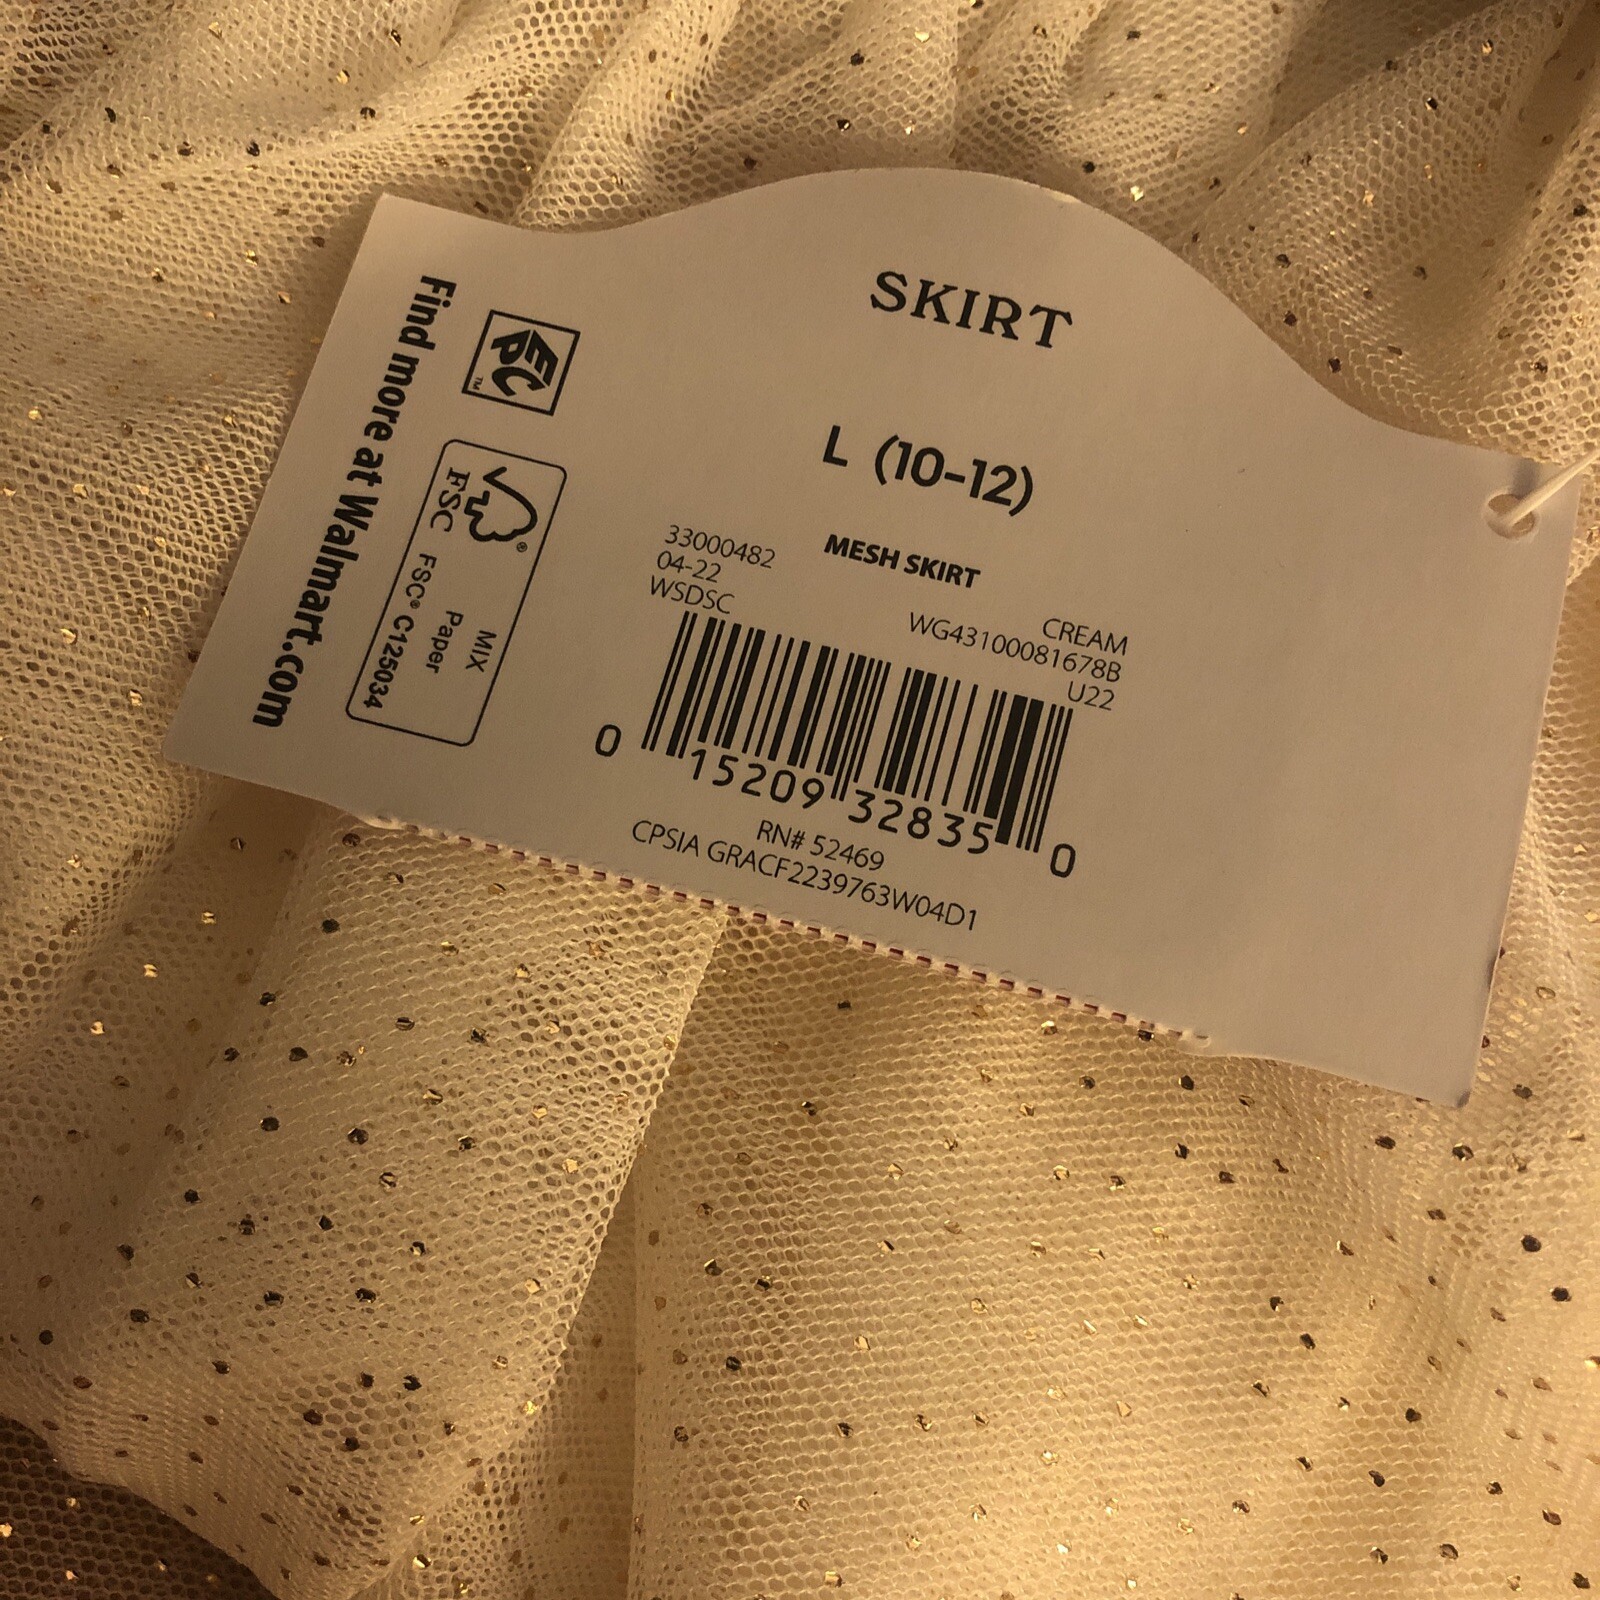 SKIRT
L (10-12)
MESH SKIRT
33000482
04-22
WSDSC
CREAM
WG43100081678B
U22
0 15209 32835 0
RN# 52469
CPSIA GRACF2239763W04D1
EPC™
FSC®
MIX
Paper
FSC® C125034
Find more at Walmart.com